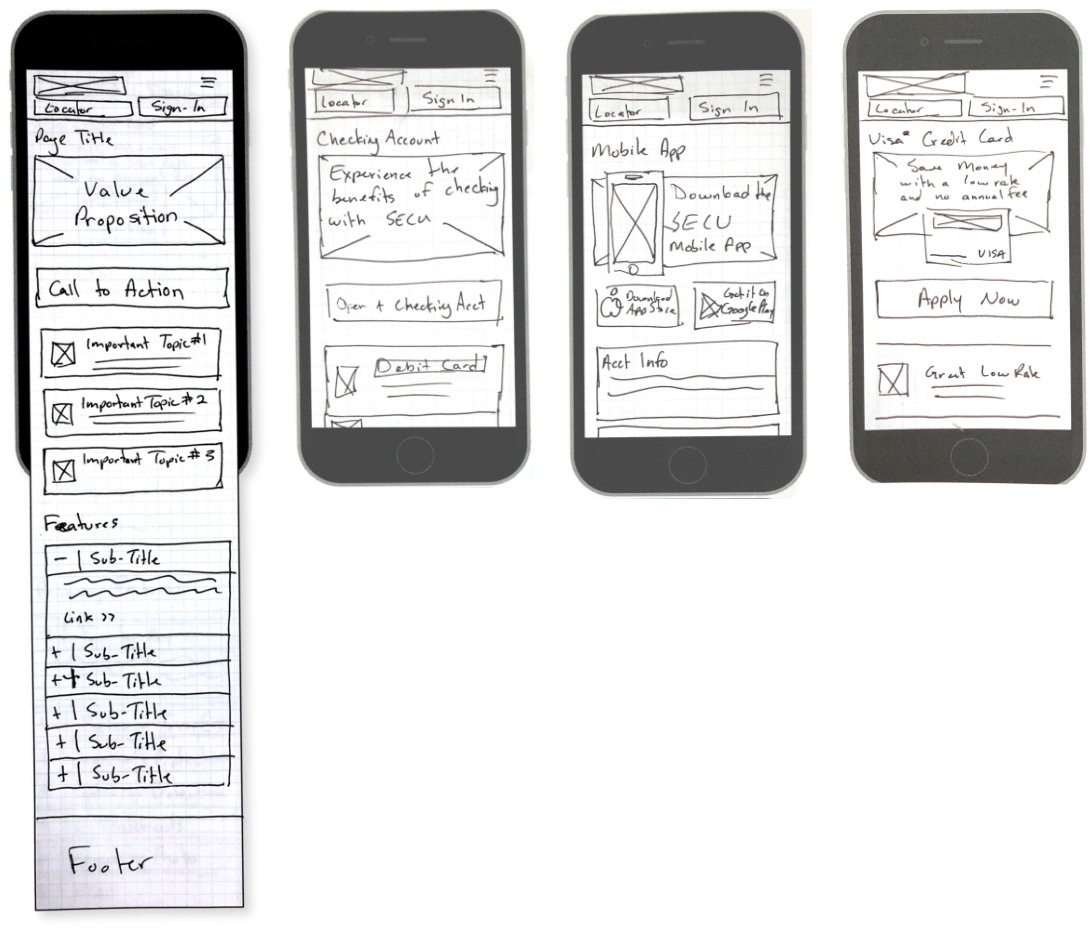 Locator
Sign-In
Page Title
Value
Proposition
Call to Action
Important Topic #1
Important Topic #2
Important Topic #3
Features
- | Sub-Title
Link >>
+ | Sub-Title
+ + Sub-Title
+ | Sub-Title
+ | Sub-Title
+ | Sub-Title
Footer
Locator
Sign In
Checking Account
Experience the
benefits of checking
with SECU
Open + Checking Acct
Debit Card
Locator
Sign In
Mobile App
Download the
SECU
Mobile App
Download
App Store
Get it on
Google Play
Acct Info
Locator
Sign-In
Visa® Credit Card
Save Money
with a low rate
and no annual fee
VISA
Apply Now
Great Low Rate